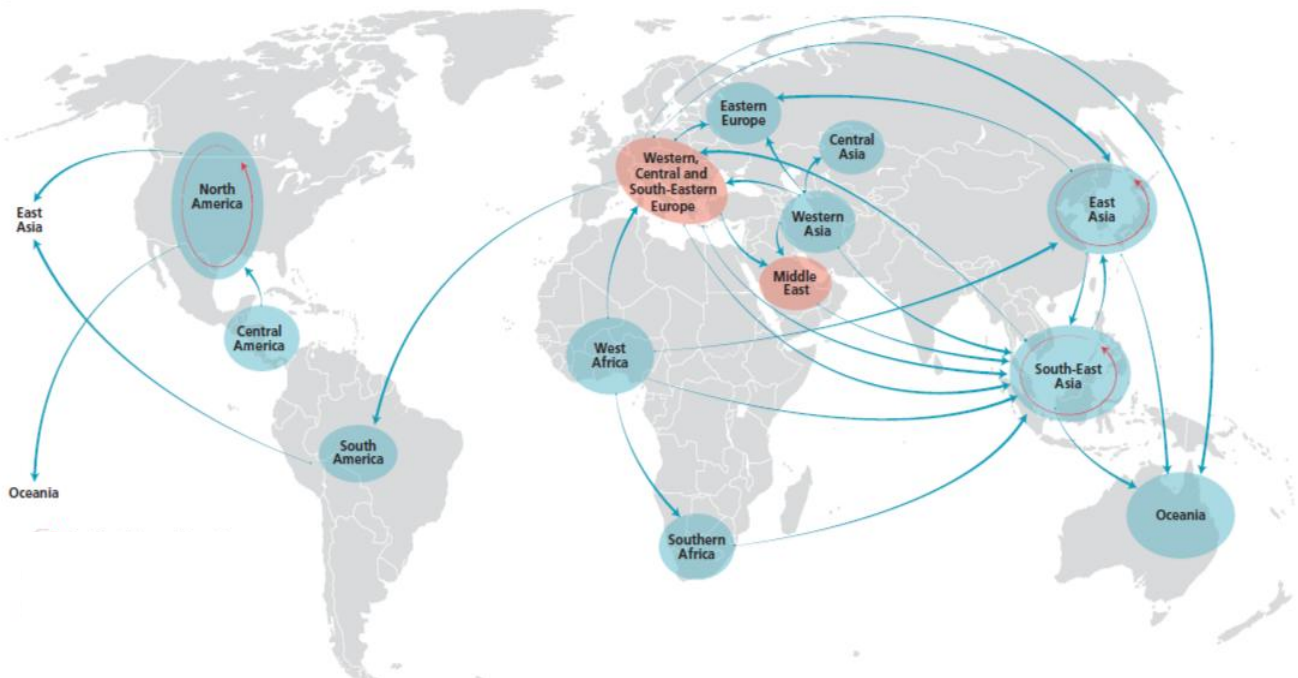 Eastern
Europe
Central
Asia
Western,
Central and
South-Eastern
Europe
North
America
East
Asia
East
Asia
Western
Asia
Middle
East
Central
America
West
Africa
South-East
Asia
South
America
Oceania
Oceania
Southern
Africa